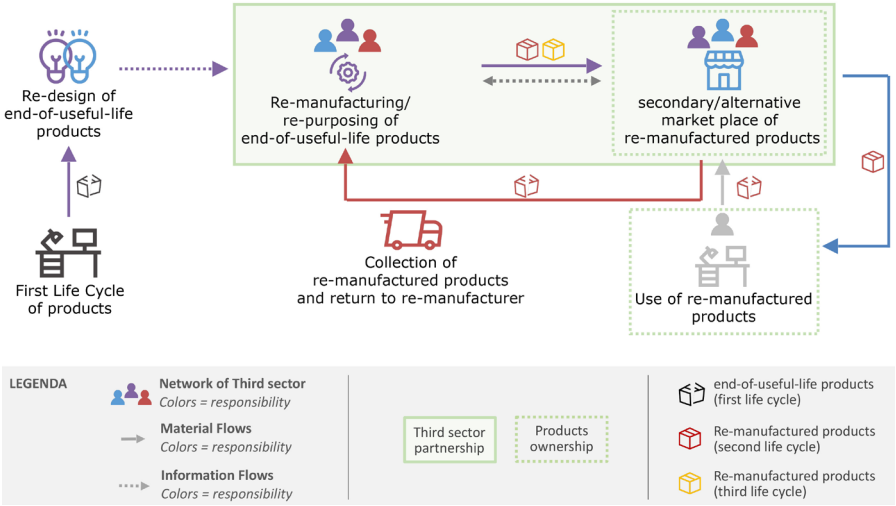 Re-design of
end-of-useful-life
products
Re-manufacturing/
re-purposing of
end-of-useful-life products
secondary/alternative
market place of
re-manufactured products
First Life Cycle
of products
Collection of
re-manufactured products
and return to re-manufacturer
Use of re-manufactured
products
LEGENDA
Network of Third sector
Colors = responsibility
Material Flows
Colors = responsibility
Information Flows
Colors = responsibility
Third sector
partnership
Products
ownership
end-of-useful-life products
(first life cycle)
Re-manufactured products
(second life cycle)
Re-manufactured products
(third life cycle)